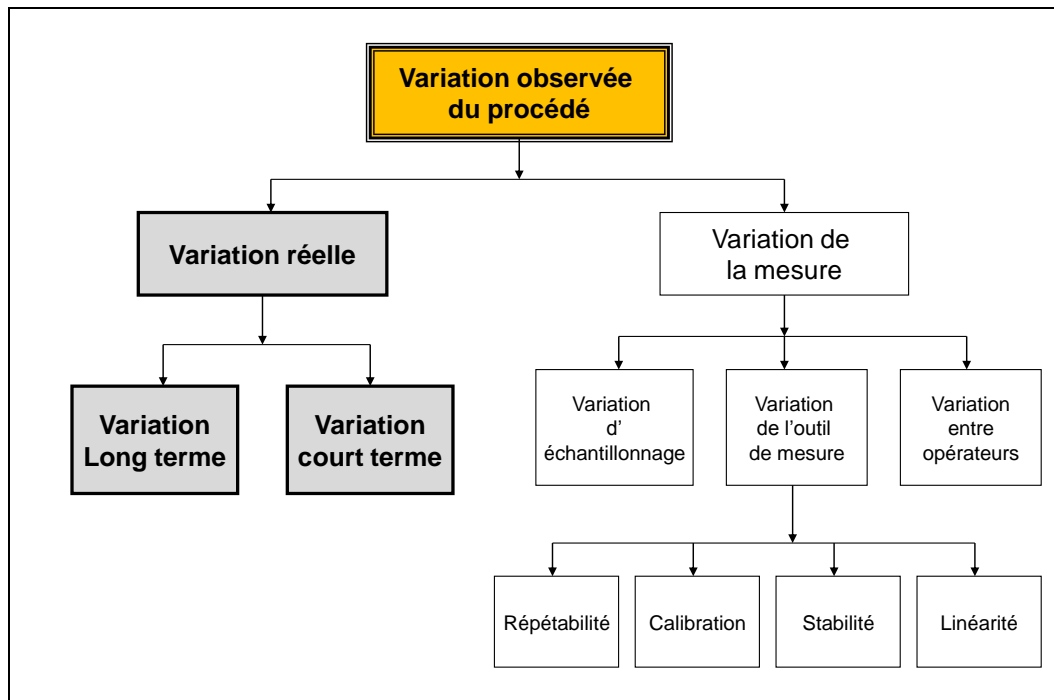 Variation observée
du procédé
Variation réelle
Variation de
la mesure
Variation
Long terme
Variation
court terme
Variation
d'
échantillonnage
Variation
de l'outil
de mesure
Variation
entre
opérateurs
Répétabilité
Calibration
Stabilité
Linéarité